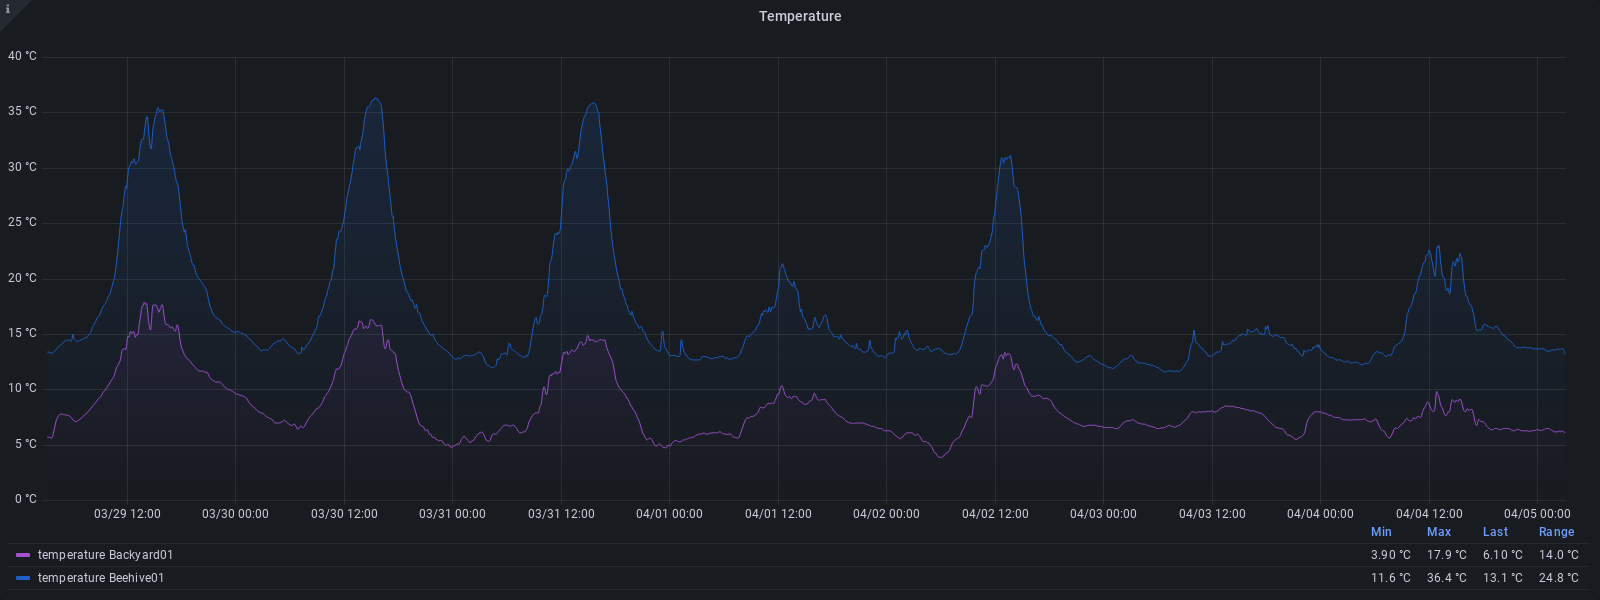 i
Temperature
40 °C
35 °C
30 °C
25 °C
20 °C
15 °C
10 °C
5 °C
0 °C
03/29 12:00 03/30 00:00 03/30 12:00 03/31 00:00 03/31 12:00 04/01 00:00 04/01 12:00 04/02 00:00 04/02 12:00 04/03 00:00 04/03 12:00 04/04 00:00 04/04 12:00 04/05 00:00
Min Max Last Range
temperature Backyard01 3.90 °C 17.9 °C 6.10 °C 14.0 °C
temperature Beehive01 11.6 °C 36.4 °C 13.1 °C 24.8 °C